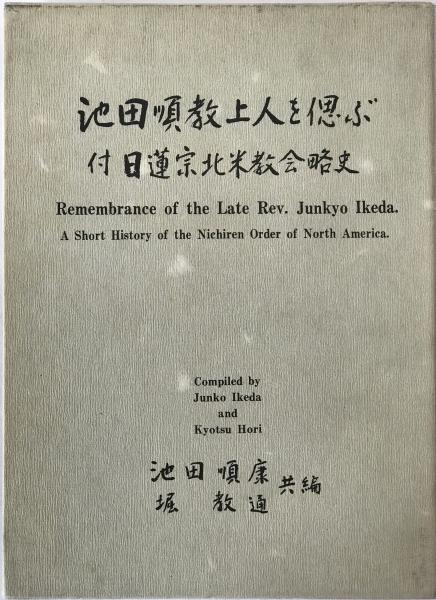 池田順教上人を偲ぶ
付日蓮宗北米教会略史
Remembrance of the Late Rev. Junkyo Ikeda.
A Short History of the Nichiren Order of North America.
Compiled by
Junko Ikeda
and
Kyotsu Hori
池田順康
堀教通 共編